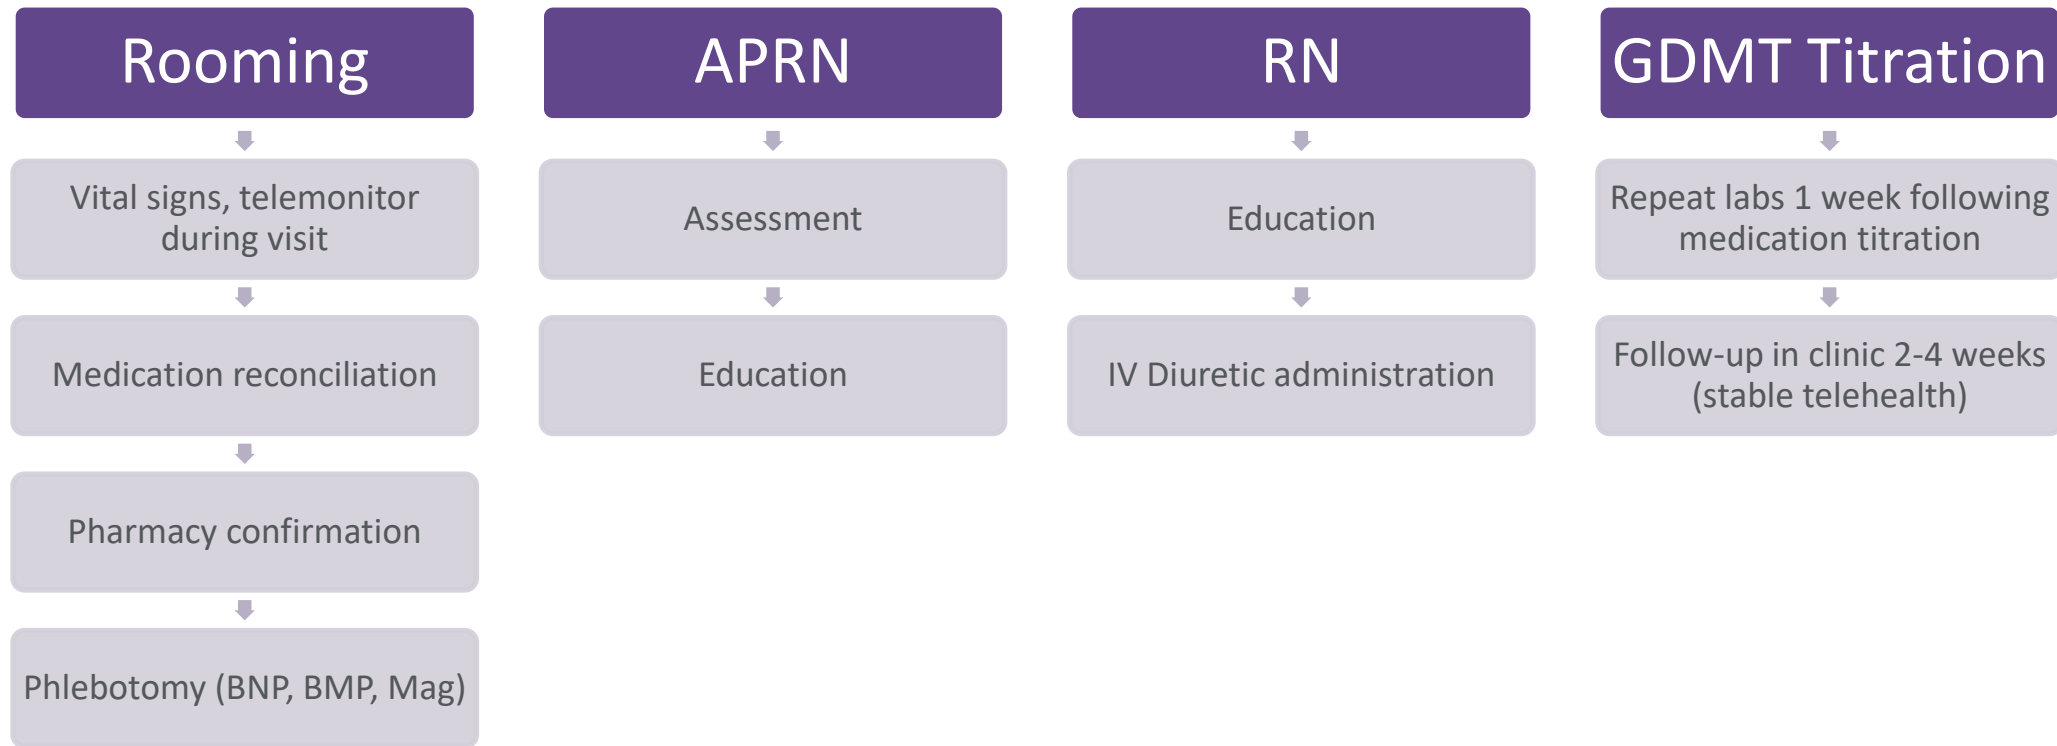 Rooming
Vital signs, telemonitor
during visit
Medication reconciliation
Pharmacy confirmation
Phlebotomy (BNP, BMP, Mag)
APRN
Assessment
Education
RN
Education
IV Diuretic administration
GDMT Titration
Repeat labs 1 week following
medication titration
Follow-up in clinic 2-4 weeks
(stable telehealth)